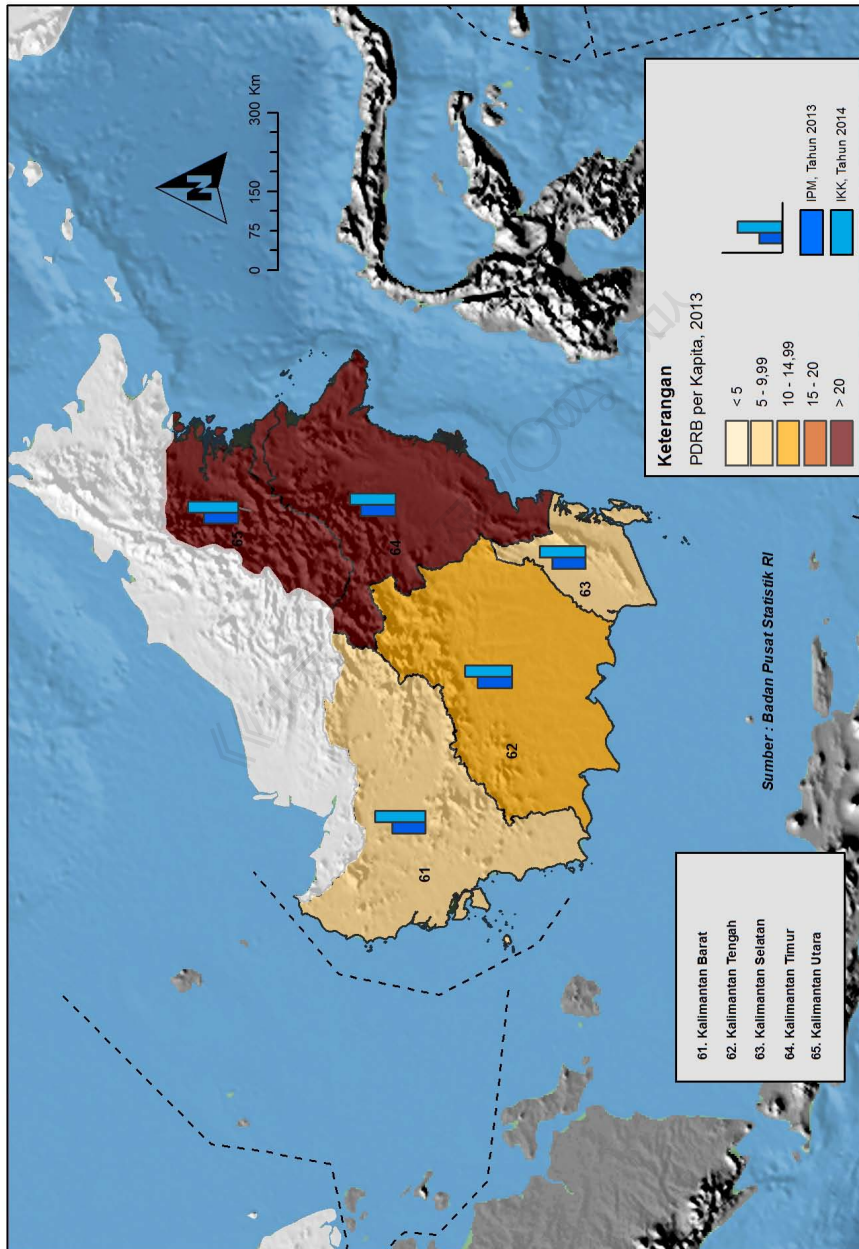 N
0 75 150 300 Km
65
64
63
62
61
Sumber : Badan Pusat Statistik RI
61. Kalimantan Barat
62. Kalimantan Tengah
63. Kalimantan Selatan
64. Kalimantan Timur
65. Kalimantan Utara
Keterangan
PDRB per Kapita, 2013
< 5
5 - 9,99
10 - 14,99
15 - 20
> 20
IPM, Tahun 2013
IKK, Tahun 2014